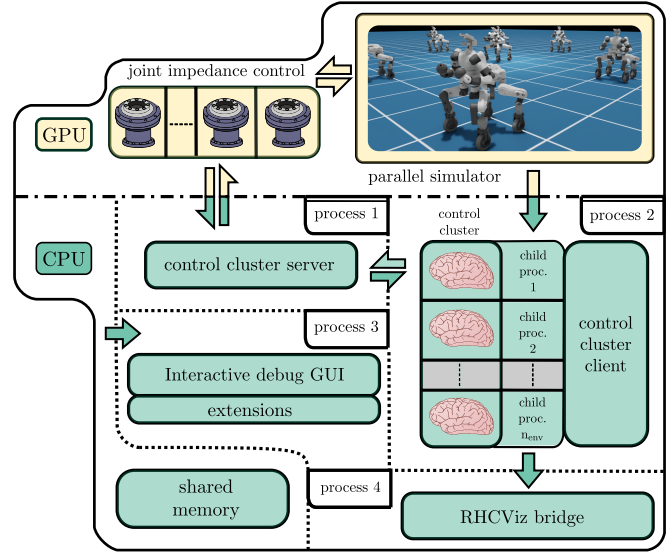 joint impedance control
GPU
parallel simulator
process 1
control
cluster
process 2
CPU
control cluster server
child
proc.
1
process 3
child
proc.
2
control
cluster
client
Interactive debug GUI
extensions
child
proc.
n_env
shared
memory
process 4
RHCViz bridge